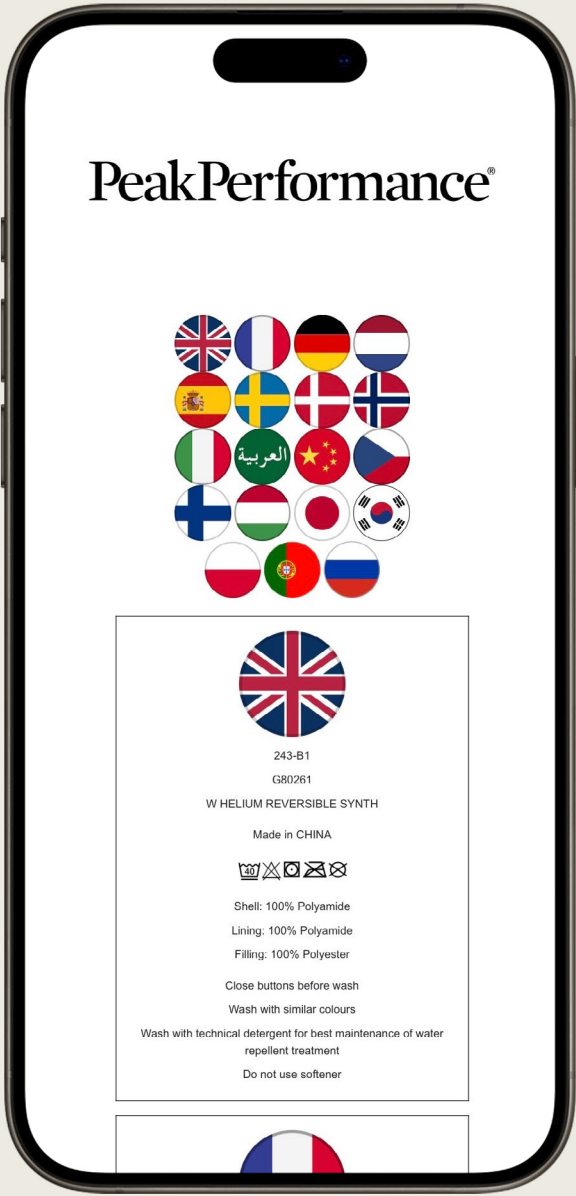 PeakPerformance®
العربية
243-B1
G80261
W HELIUM REVERSIBLE SYNTH
Made in CHINA
40
Shell: 100% Polyamide
Lining: 100% Polyamide
Filling: 100% Polyester
Close buttons before wash
Wash with similar colours
Wash with technical detergent for best maintenance of water
repellent treatment
Do not use softener